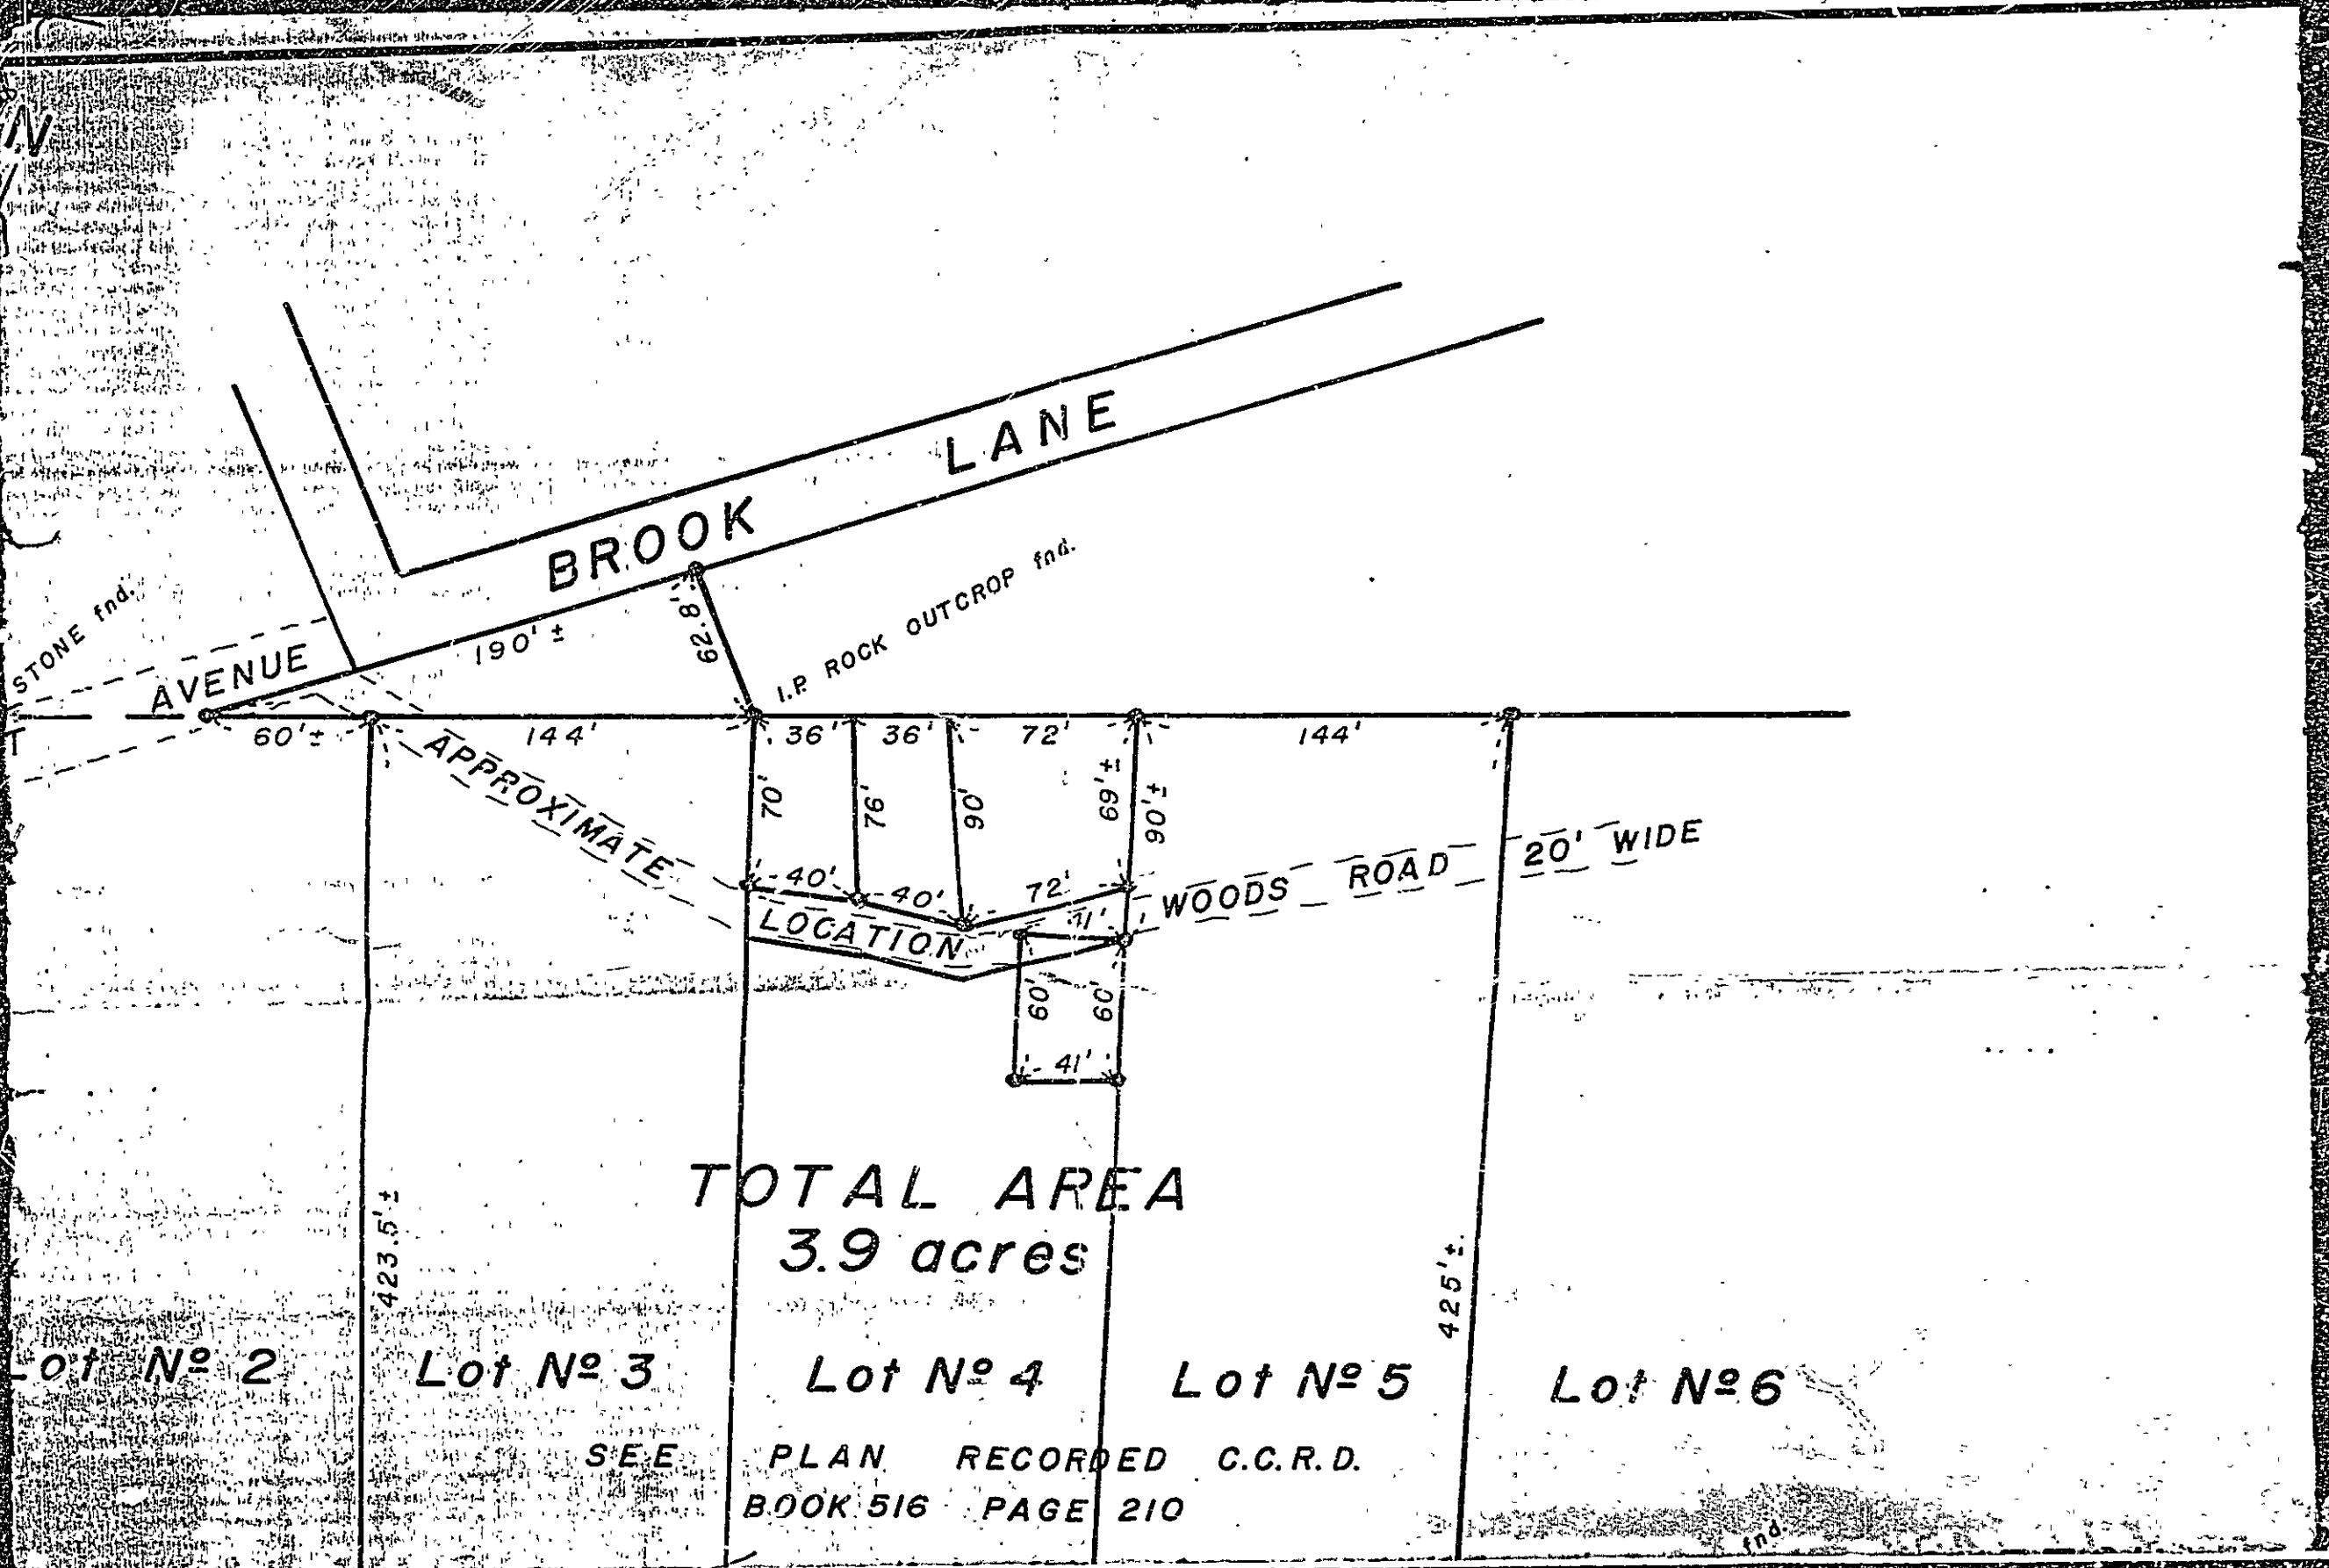 N
BROOK LANE
STONE fnd.
AVENUE
190'±
62.8'
I.P. ROCK OUTCROP fnd.
60'±
144'
36'
36'
72'
144'
APPROXIMATE
70'
76'
90'
69'±
90'±
40'
40'
72'
LOCATION
WOODS ROAD 20' WIDE
60'
60'
41'
TOTAL AREA
3.9 acres
423.5'±
425'±
Lot Nº 2
Lot Nº 3
Lot Nº 4
Lot Nº 5
Lot Nº 6
SEE PLAN RECORDED C.C.R.D.
BOOK 516 PAGE 210
fnd.